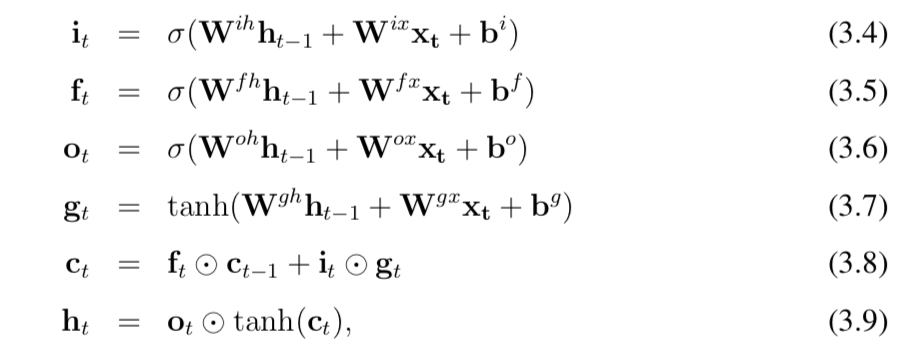 i_t = σ(W^{ih}h_{t−1} + W^{ix}x_t + b^i) (3.4)
f_t = σ(W^{fh}h_{t−1} + W^{fx}x_t + b^f) (3.5)
o_t = σ(W^{oh}h_{t−1} + W^{ox}x_t + b^o) (3.6)
g_t = tanh(W^{gh}h_{t−1} + W^{gx}x_t + b^g) (3.7)
c_t = f_t ⊙ c_{t−1} + i_t ⊙ g_t (3.8)
h_t = o_t ⊙ tanh(c_t), (3.9)